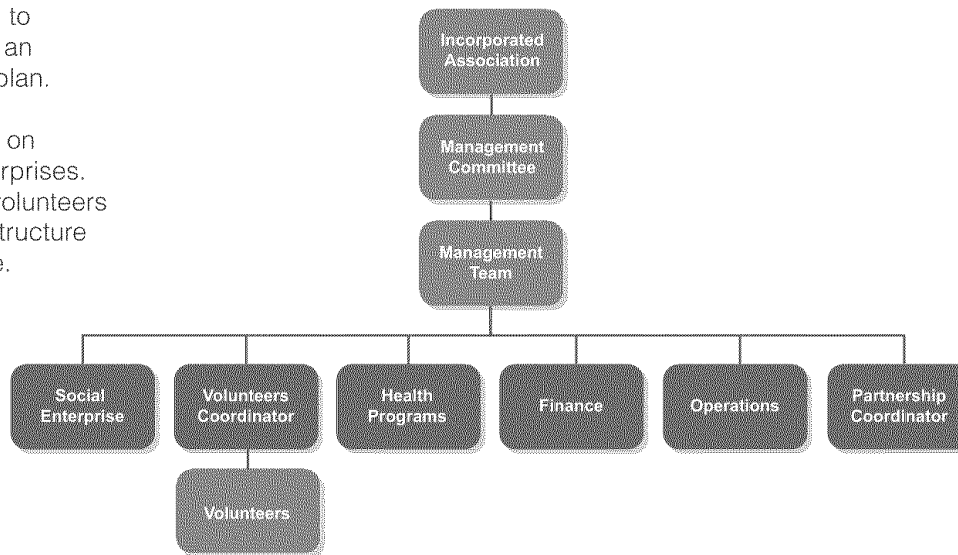 to
an
plan.
on
rprises.
volunteers
tructure
e.
Incorporated
Association
Management
Committee
Management
Team
Social
Enterprise
Volunteers
Coordinator
Health
Programs
Finance
Operations
Partnership
Coordinator
Volunteers